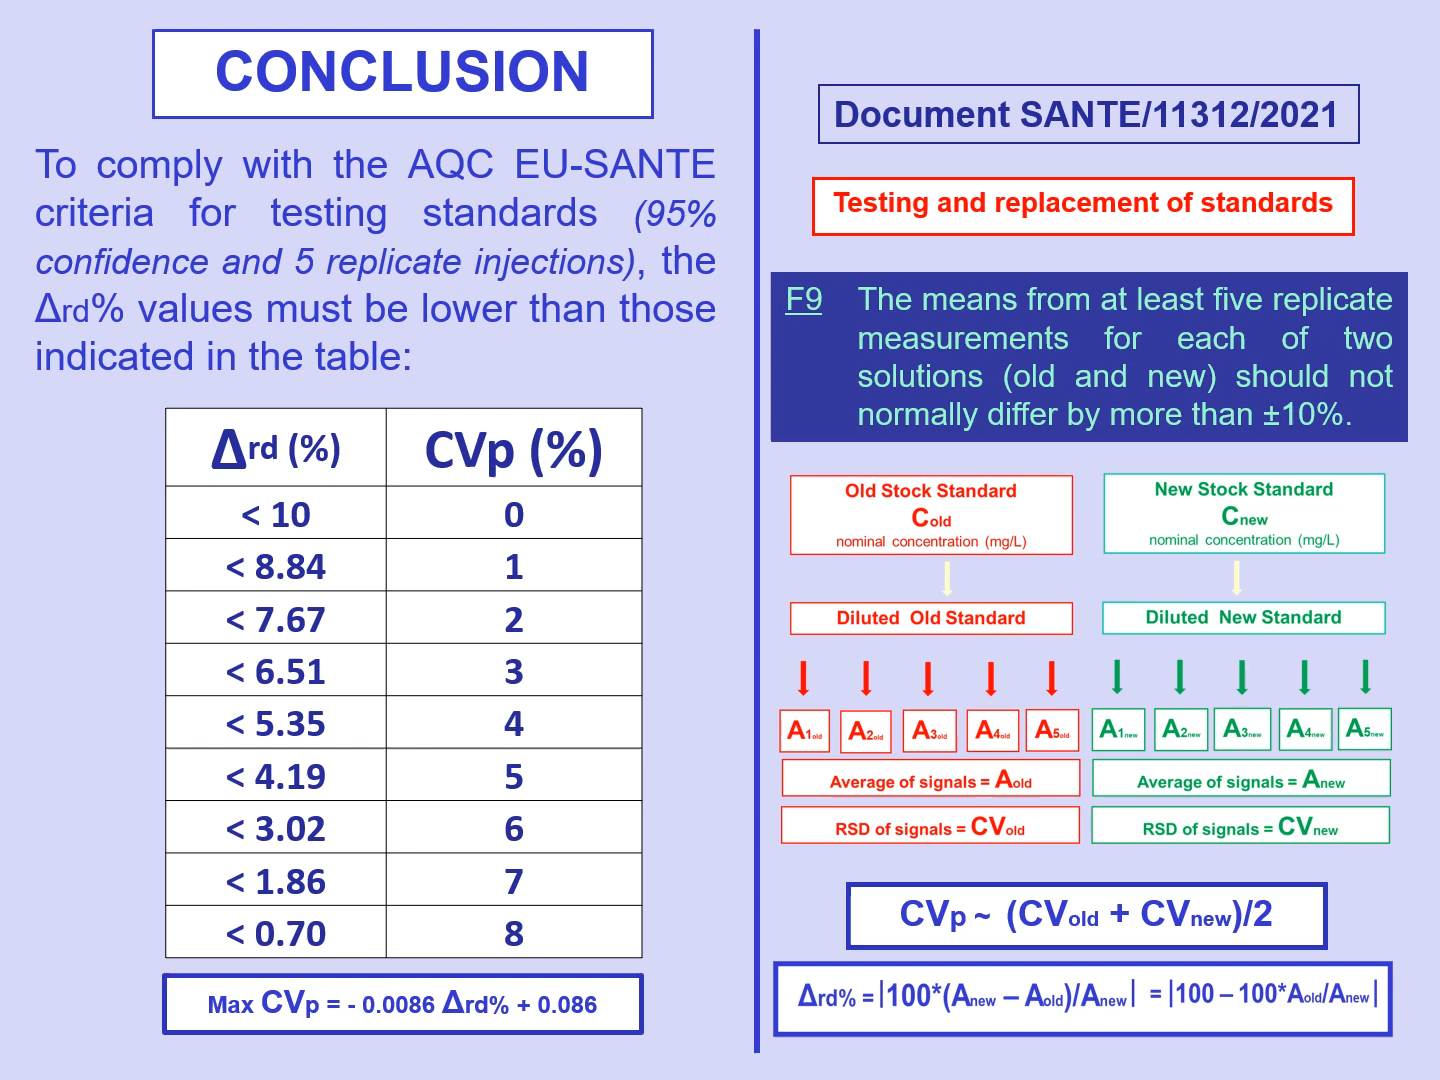 CONCLUSION
To comply with the AQC EU-SANTE
criteria for testing standards (95%
confidence and 5 replicate injections), the
Δrd% values must be lower than those
indicated in the table:
Δrd (%) CVp (%)
< 10 0
< 8.84 1
< 7.67 2
< 6.51 3
< 5.35 4
< 4.19 5
< 3.02 6
< 1.86 7
< 0.70 8
Max CVp = - 0.0086 Δrd% + 0.086
Document SANTE/11312/2021
Testing and replacement of standards
F9 The means from at least five replicate
measurements for each of two
solutions (old and new) should not
normally differ by more than ±10%.
Old Stock Standard
Cold
nominal concentration (mg/L)
New Stock Standard
Cnew
nominal concentration (mg/L)
Diluted Old Standard
Diluted New Standard
A1old A2old A3old A4old A5old A1new A2new A3new A4new A5new
Average of signals = Aold
Average of signals = Anew
RSD of signals = CVold
RSD of signals = CVnew
CVp ~ (CVold + CVnew)/2
Δrd% = |100*(Anew – Aold)/Anew| = |100 – 100*Aold/Anew|